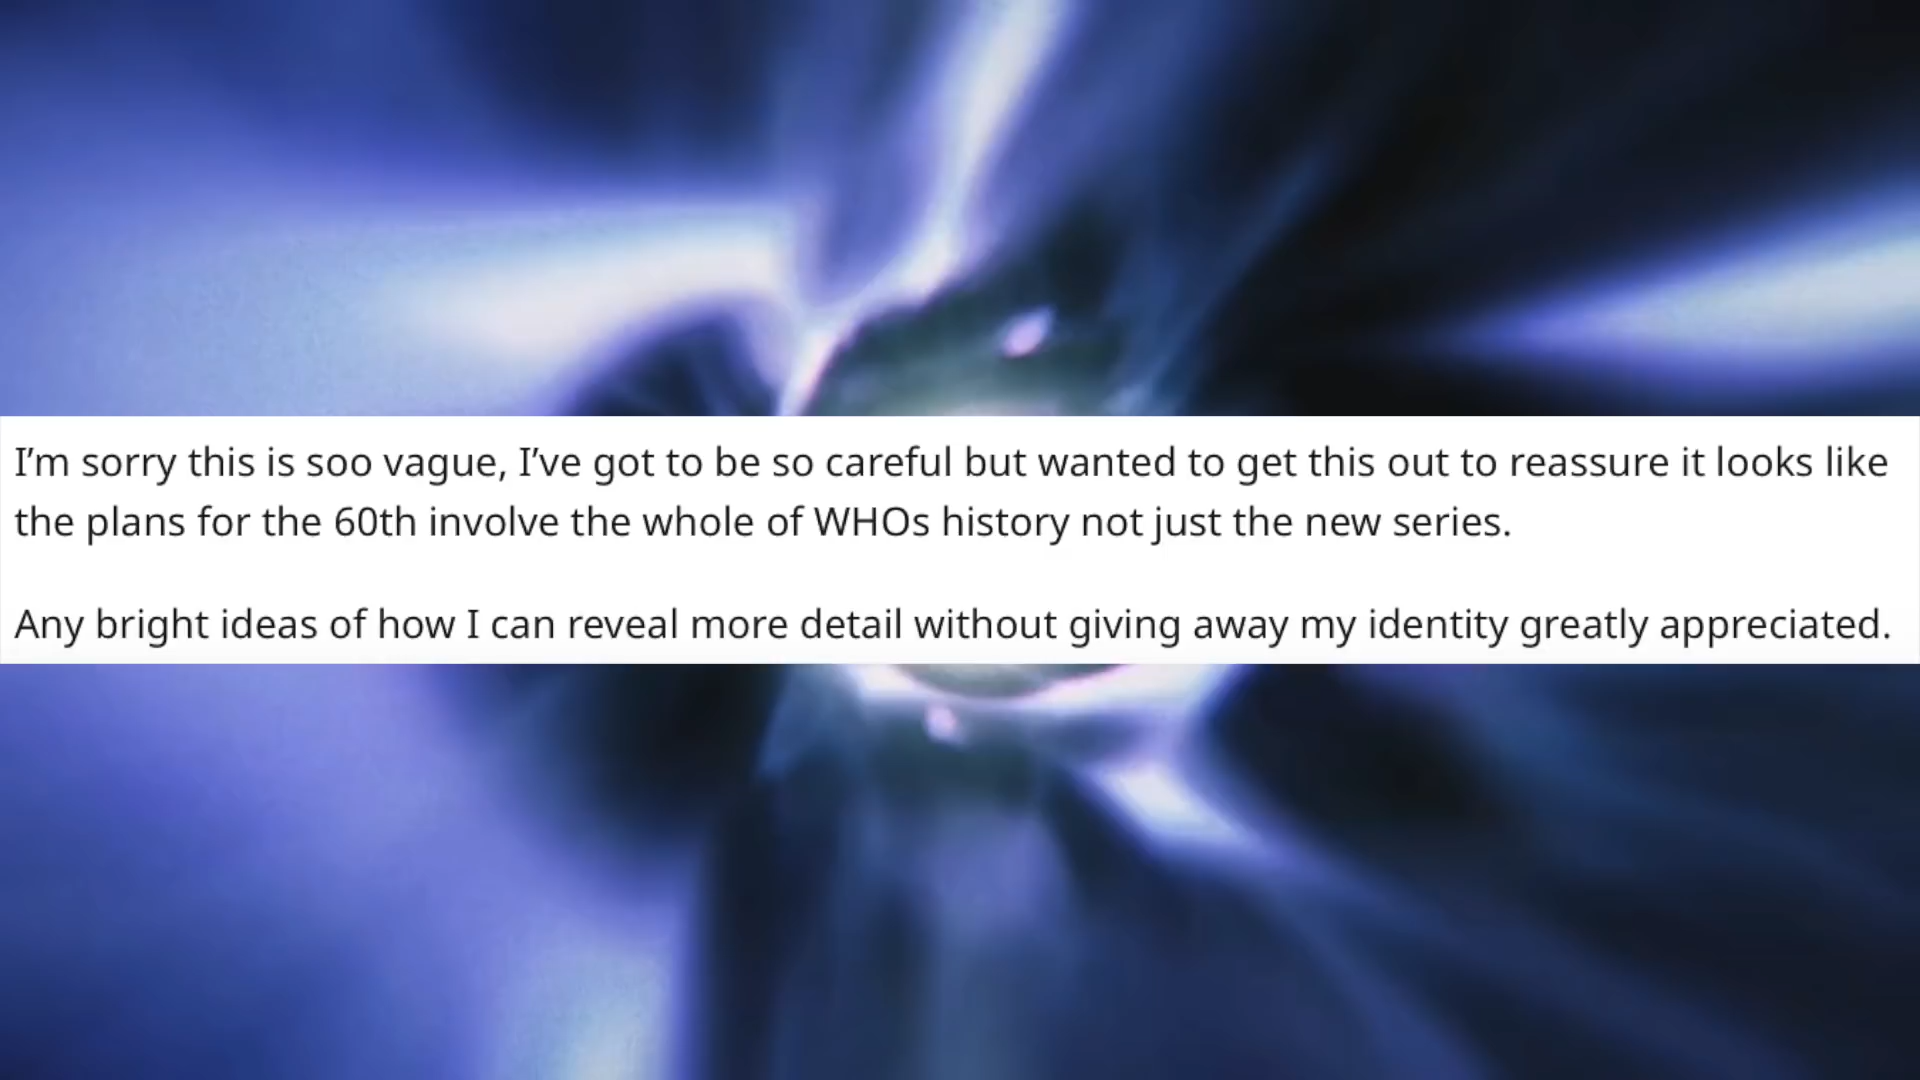 I’m sorry this is soo vague, I’ve got to be so careful but wanted to get this out to reassure it looks like
the plans for the 60th involve the whole of WHOs history not just the new series.
Any bright ideas of how I can reveal more detail without giving away my identity greatly appreciated.